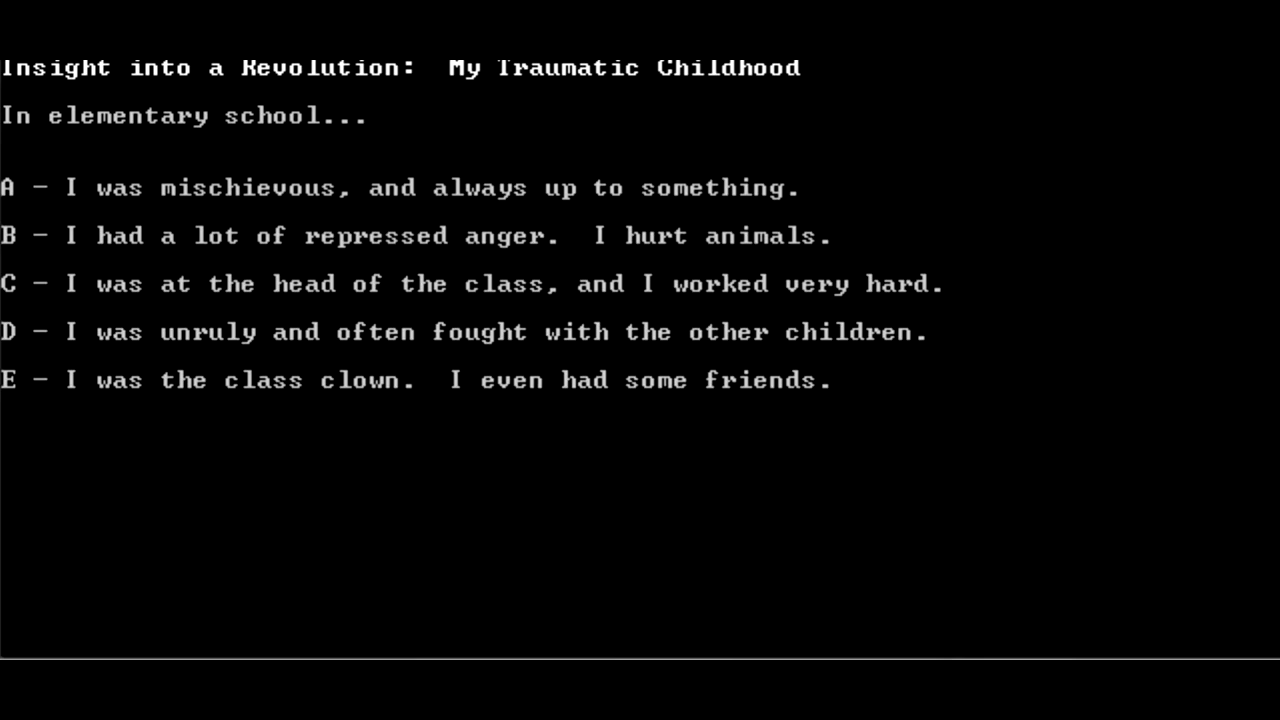 Insight into a Revolution:  My Traumatic Childhood
In elementary school...
A - I was mischievous, and always up to something.
B - I had a lot of repressed anger.  I hurt animals.
C - I was at the head of the class, and I worked very hard.
D - I was unruly and often fought with the other children.
E - I was the class clown.  I even had some friends.